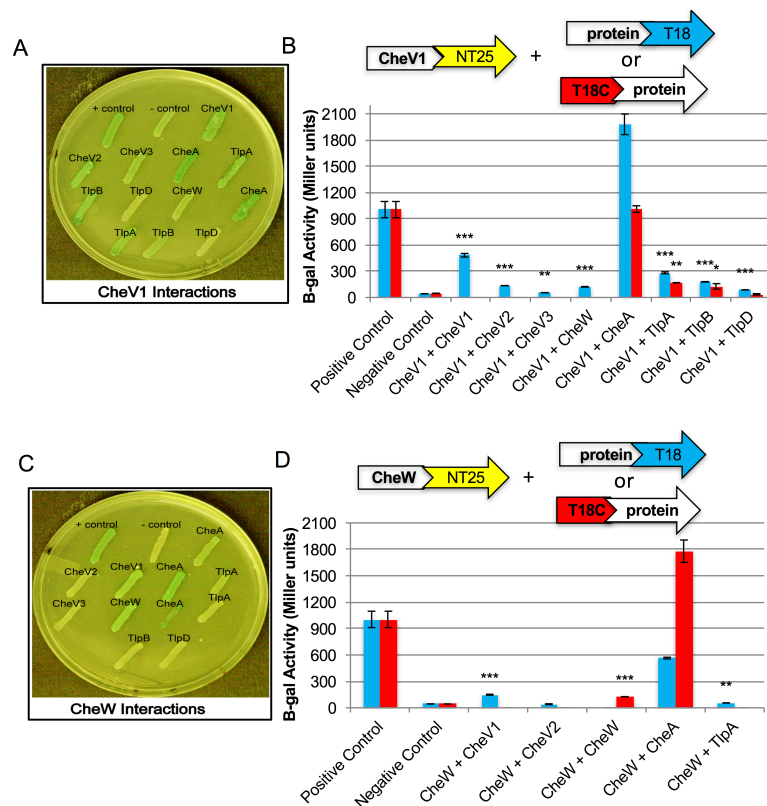 A
+ control - control CheV1
CheV2 CheV3 CheA TlpA
TlpB TlpD CheW CheA
TlpA TlpB TlpD
CheV1 Interactions
B
CheV1 NT25 + protein T18
or
T18C protein
B-gal Activity (Miller units)
2100
1800
1500
1200
900
600
300
0
***
***
**
***
***
**
***
*
***
Positive Control
Negative Control
CheV1 + CheV1
CheV1 + CheV2
CheV1 + CheV3
CheV1 + CheW
CheV1 + CheA
CheV1 + TlpA
CheV1 + TlpB
CheV1 + TlpD
C
+ control - control CheA
CheV2 CheV1 CheA TlpA
CheV3 CheW CheA TlpA
TlpB TlpD
CheW Interactions
D
CheW NT25 + protein T18
or
T18C protein
B-gal Activity (Miller units)
2100
1800
1500
1200
900
600
300
0
***
***
**
Positive Control
Negative Control
CheW + CheV1
CheW + CheV2
CheW + CheW
CheW + CheA
CheW + TlpA